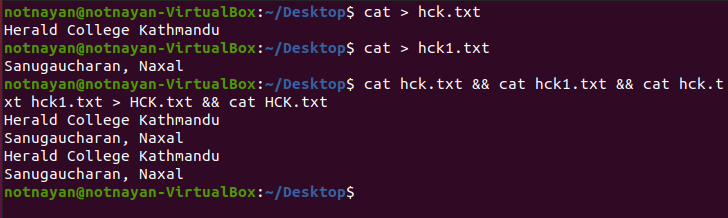 notnayan@notnayan-VirtualBox:~/Desktop$ cat > hck.txt
Herald College Kathmandu
notnayan@notnayan-VirtualBox:~/Desktop$ cat > hck1.txt
Sanugaucharan, Naxal
notnayan@notnayan-VirtualBox:~/Desktop$ cat hck.txt && cat hck1.txt && cat hck.t
xt hck1.txt > HCK.txt && cat HCK.txt
Herald College Kathmandu
Sanugaucharan, Naxal
Herald College Kathmandu
Sanugaucharan, Naxal
notnayan@notnayan-VirtualBox:~/Desktop$